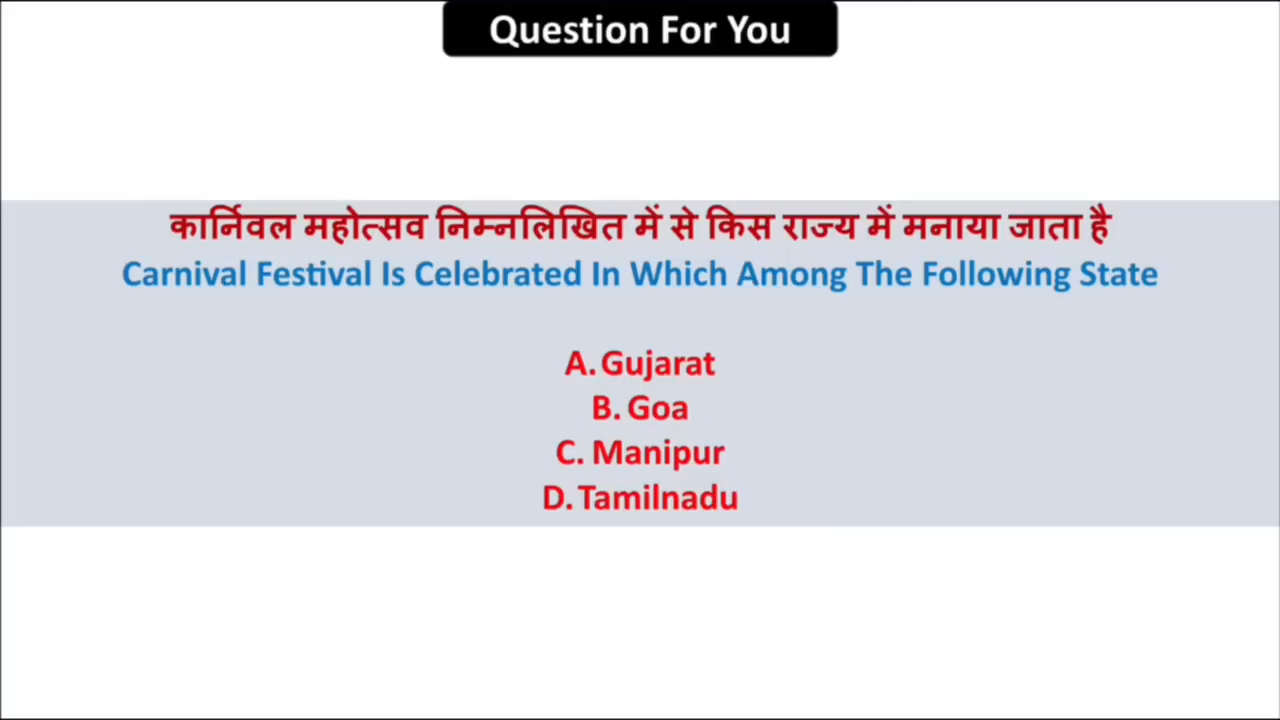 Question For You
कार्निवल महोत्सव निम्नलिखित में से किस राज्य में मनाया जाता है
Carnival Festival Is Celebrated In Which Among The Following State
A. Gujarat
B. Goa
C. Manipur
D. Tamilnadu